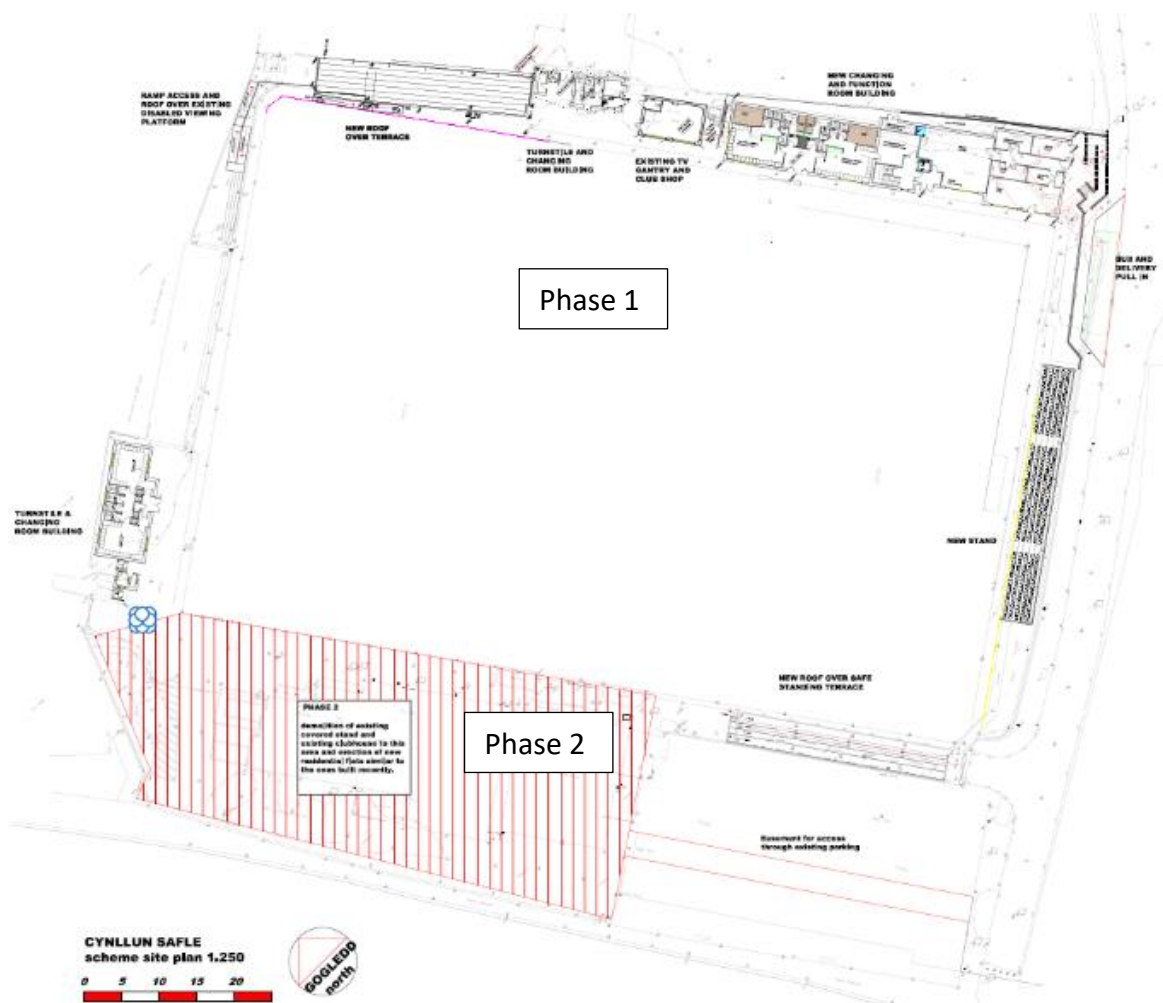 RAMP ACCESS AND
ROOF OVER EXISTING
DISABLED VIEWING
PLATFORM
NEW ROOF
OVER TERRACE
TURNSTILE AND
CHANGING
ROOM BUILDING
EXISTING TV
GANTRY AND
CLUB SHOP
NEW CHANGING
AND FUNCTION
ROOM BUILDING
BUS AND
DELIVERY
PULL IN
Phase 1
TURNSTILE &
CHANGING
ROOM BUILDING
NEW STAND
NEW ROOF OVER SAFE
STANDING TERRACE
PHASE 2
demolition of existing
covered stand and
existing clubhouse to this
area and erection of new
residential flats similar to
the ones built recently.
Phase 2
Easement for access
through existing parking
CYNLLUN SAFLE
scheme site plan 1.250
0 5 10 15 20
GOGLEDD
north